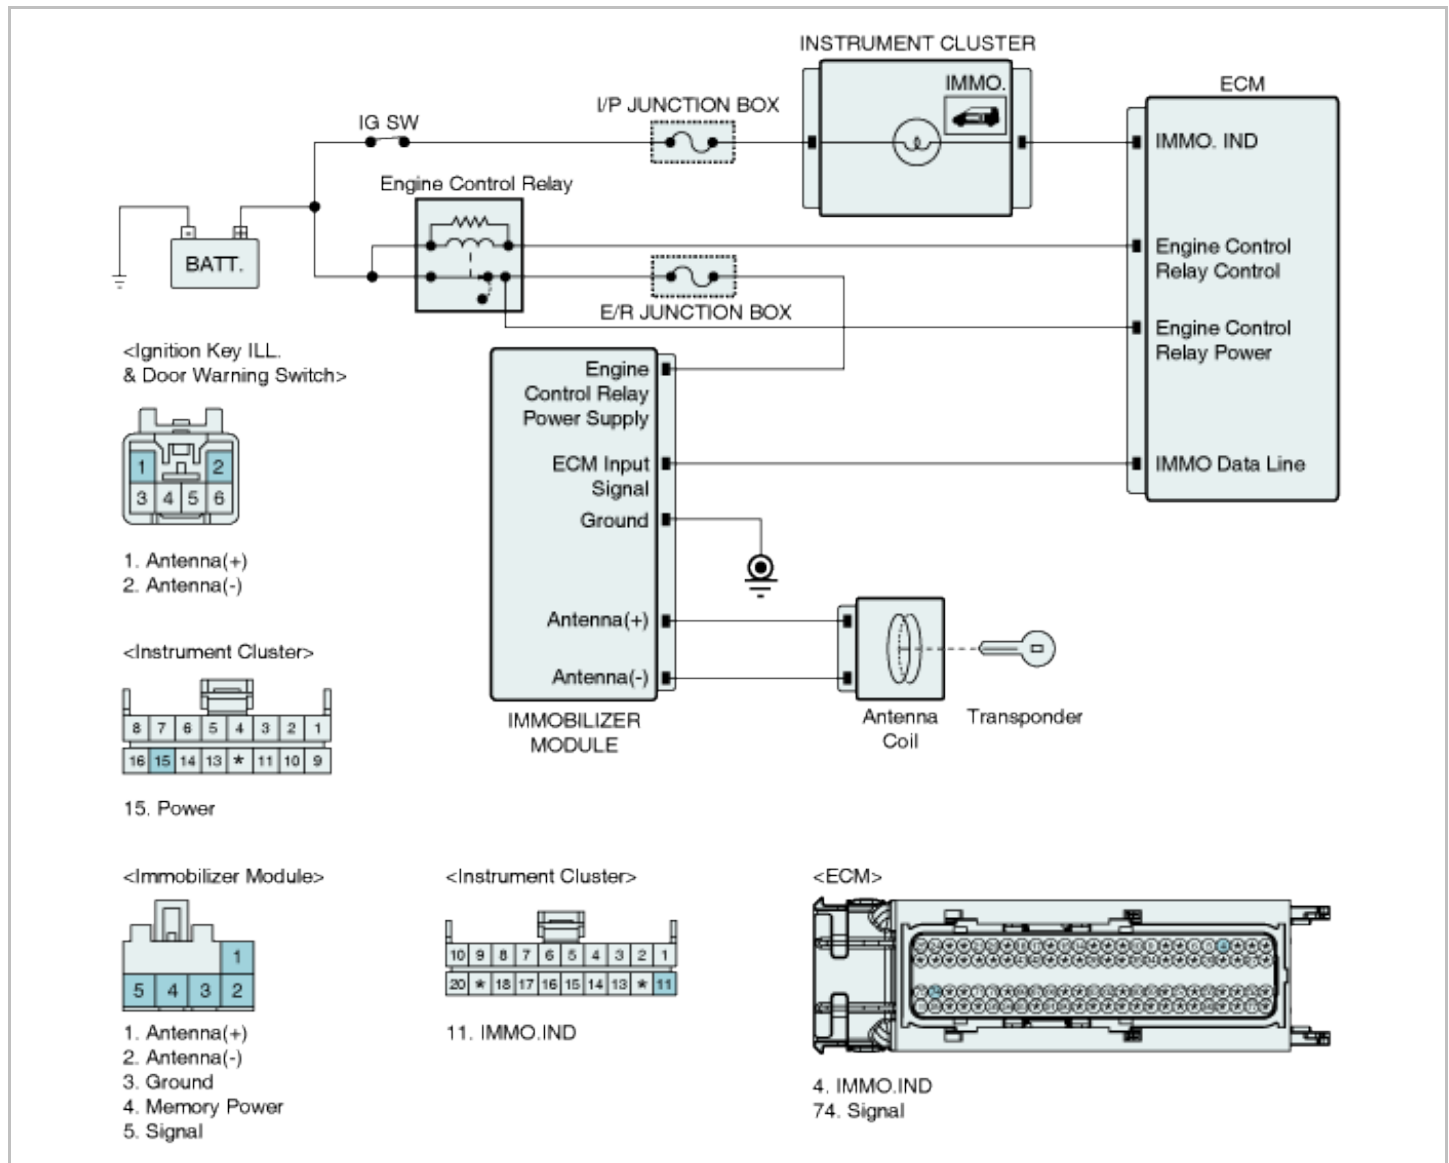 INSTRUMENT CLUSTER
IMMO.
ECM
I/P JUNCTION BOX
IG SW
IMMO. IND
Engine Control Relay
BATT.
-
+
Engine Control
Relay Control
E/R JUNCTION BOX
Engine Control
Relay Power
<Ignition Key ILL.
& Door Warning Switch>
Engine
Control Relay
Power Supply
ECM Input
Signal
IMMO Data Line
Ground
1 2
3 4 5 6
1. Antenna(+)
2. Antenna(-)
Antenna(+)
Antenna(-)
IMMOBILIZER
MODULE
Antenna
Coil
Transponder
<Instrument Cluster>
8 7 6 5 4 3 2 1
16 15 14 13 * 11 10 9
15. Power
<Immobilizer Module>
1
5 4 3 2
1. Antenna(+)
2. Antenna(-)
3. Ground
4. Memory Power
5. Signal
<Instrument Cluster>
10 9 8 7 6 5 4 3 2 1
20 * 18 17 16 15 14 13 * 11
11. IMMO.IND
<ECM>
4. IMMO.IND
74. Signal